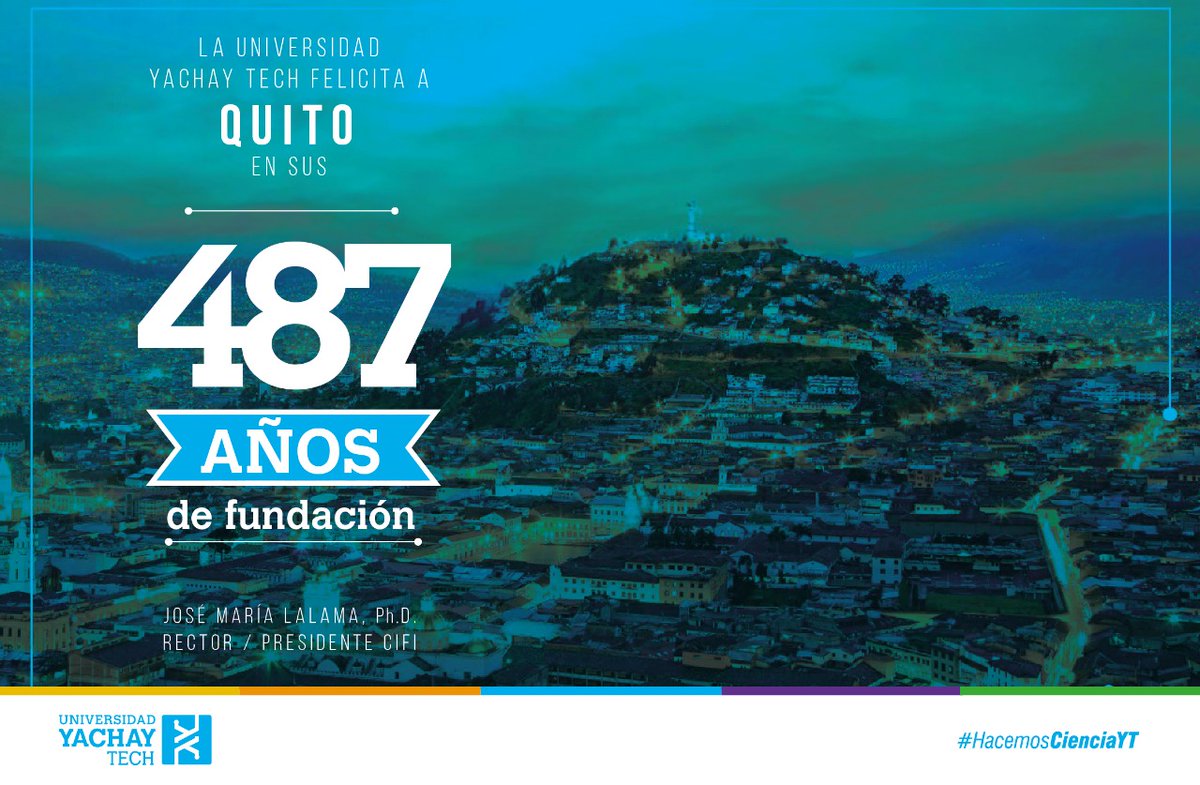 LA UNIVERSIDAD
YACHAY TECH FELICITA A
QUITO
EN SUS
487
AÑOS
de fundación
JOSÉ MARÍA LALAMA, Ph.D.
RECTOR / PRESIDENTE CIFI
UNIVERSIDAD
YACHAY
TECH
#HacemosCienciaYT